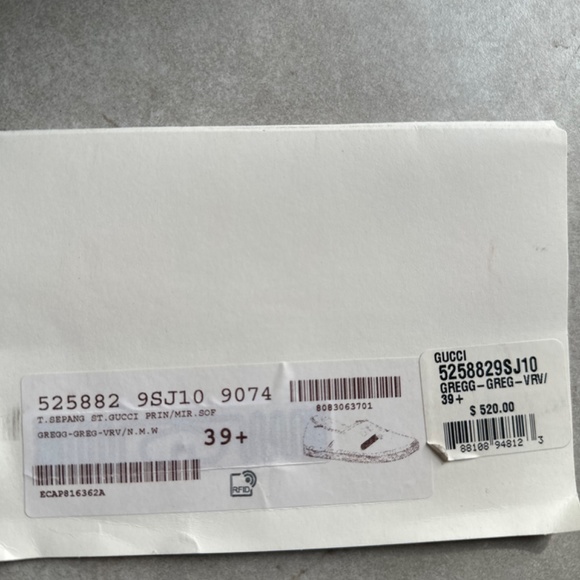 525882 9SJ10 9074
T.SEPANG ST.GUCCI PRIN/MIR.SOF
GREGG-GREG-VRV/N.M.W
39+
8083063701
ECAP816362A
RFID
GUCCI
5258829SJ10
GREGG-GREG-VRV/
39+
$ 520.00
88108 94812 3